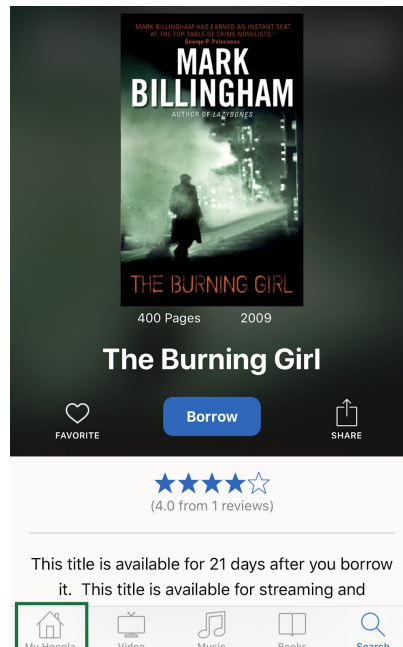 "MARK BILLINGHAM HAS EARNED AN INSTANT SEAT
AT THE TOP TABLE OF CRIME NOVELISTS."
George P. Pelecanos
MARK
BILLINGHAM
AUTHOR OF LAZYBONES
THE BURNING GIRL
400 Pages 2009
The Burning Girl
Borrow
FAVORITE SHARE
(4.0 from 1 reviews)
This title is available for 21 days after you borrow
it. This title is available for streaming and
My Hoopla Video Music Books Search